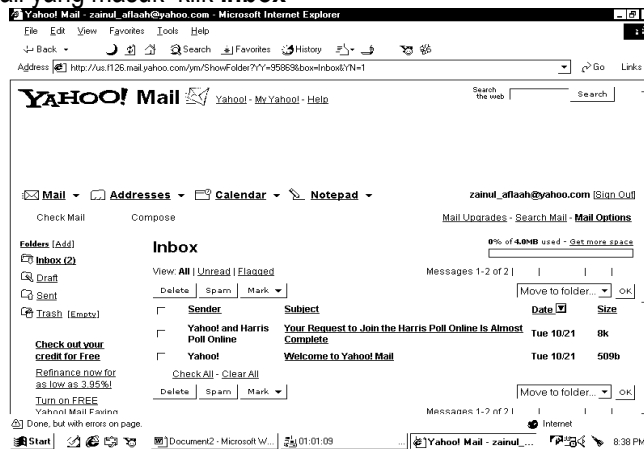 ail yang masuk klik Inbox
Yahoo! Mail - zainul_aflaah@yahoo.com - Microsoft Internet Explorer
File Edit View Favorites Tools Help
Back Search Favorites History
Address http://us.f126.mail.yahoo.com/ym/ShowFolder?YY=95869&box=Inbox&YN=1 Go Links
YAHOO! Mail Yahoo! - My Yahoo! - Help Search the web Search
Mail Addresses Calendar Notepad zainul_aflaah@yahoo.com [Sign Out]
Check Mail Compose Mail Upgrades - Search Mail - Mail Options
Folders [Add] Inbox 0% of 4.0MB used - Get more space
Inbox (2)
Draft View: All | Unread | Flagged Messages 1-2 of 2 | | |
Sent Delete Spam Mark Move to folder... OK
Trash [Empty] Sender Subject Date Size
Yahoo! and Harris Poll Online Your Request to Join the Harris Poll Online Is Almost Complete Tue 10/21 8k
Check out your credit for Free Yahoo! Welcome to Yahoo! Mail Tue 10/21 509b
Refinance now for as low as 3.95%! Check All - Clear All
Turn on FREE Delete Spam Mark Move to folder... OK
Yahoo! Mail Faxing Messages 1-2 of 2 | | |
Done, but with errors on page. Internet
Start Document2 - Microsoft W... 01:01:09 ... Yahoo! Mail - zainul_... 8:38 PM